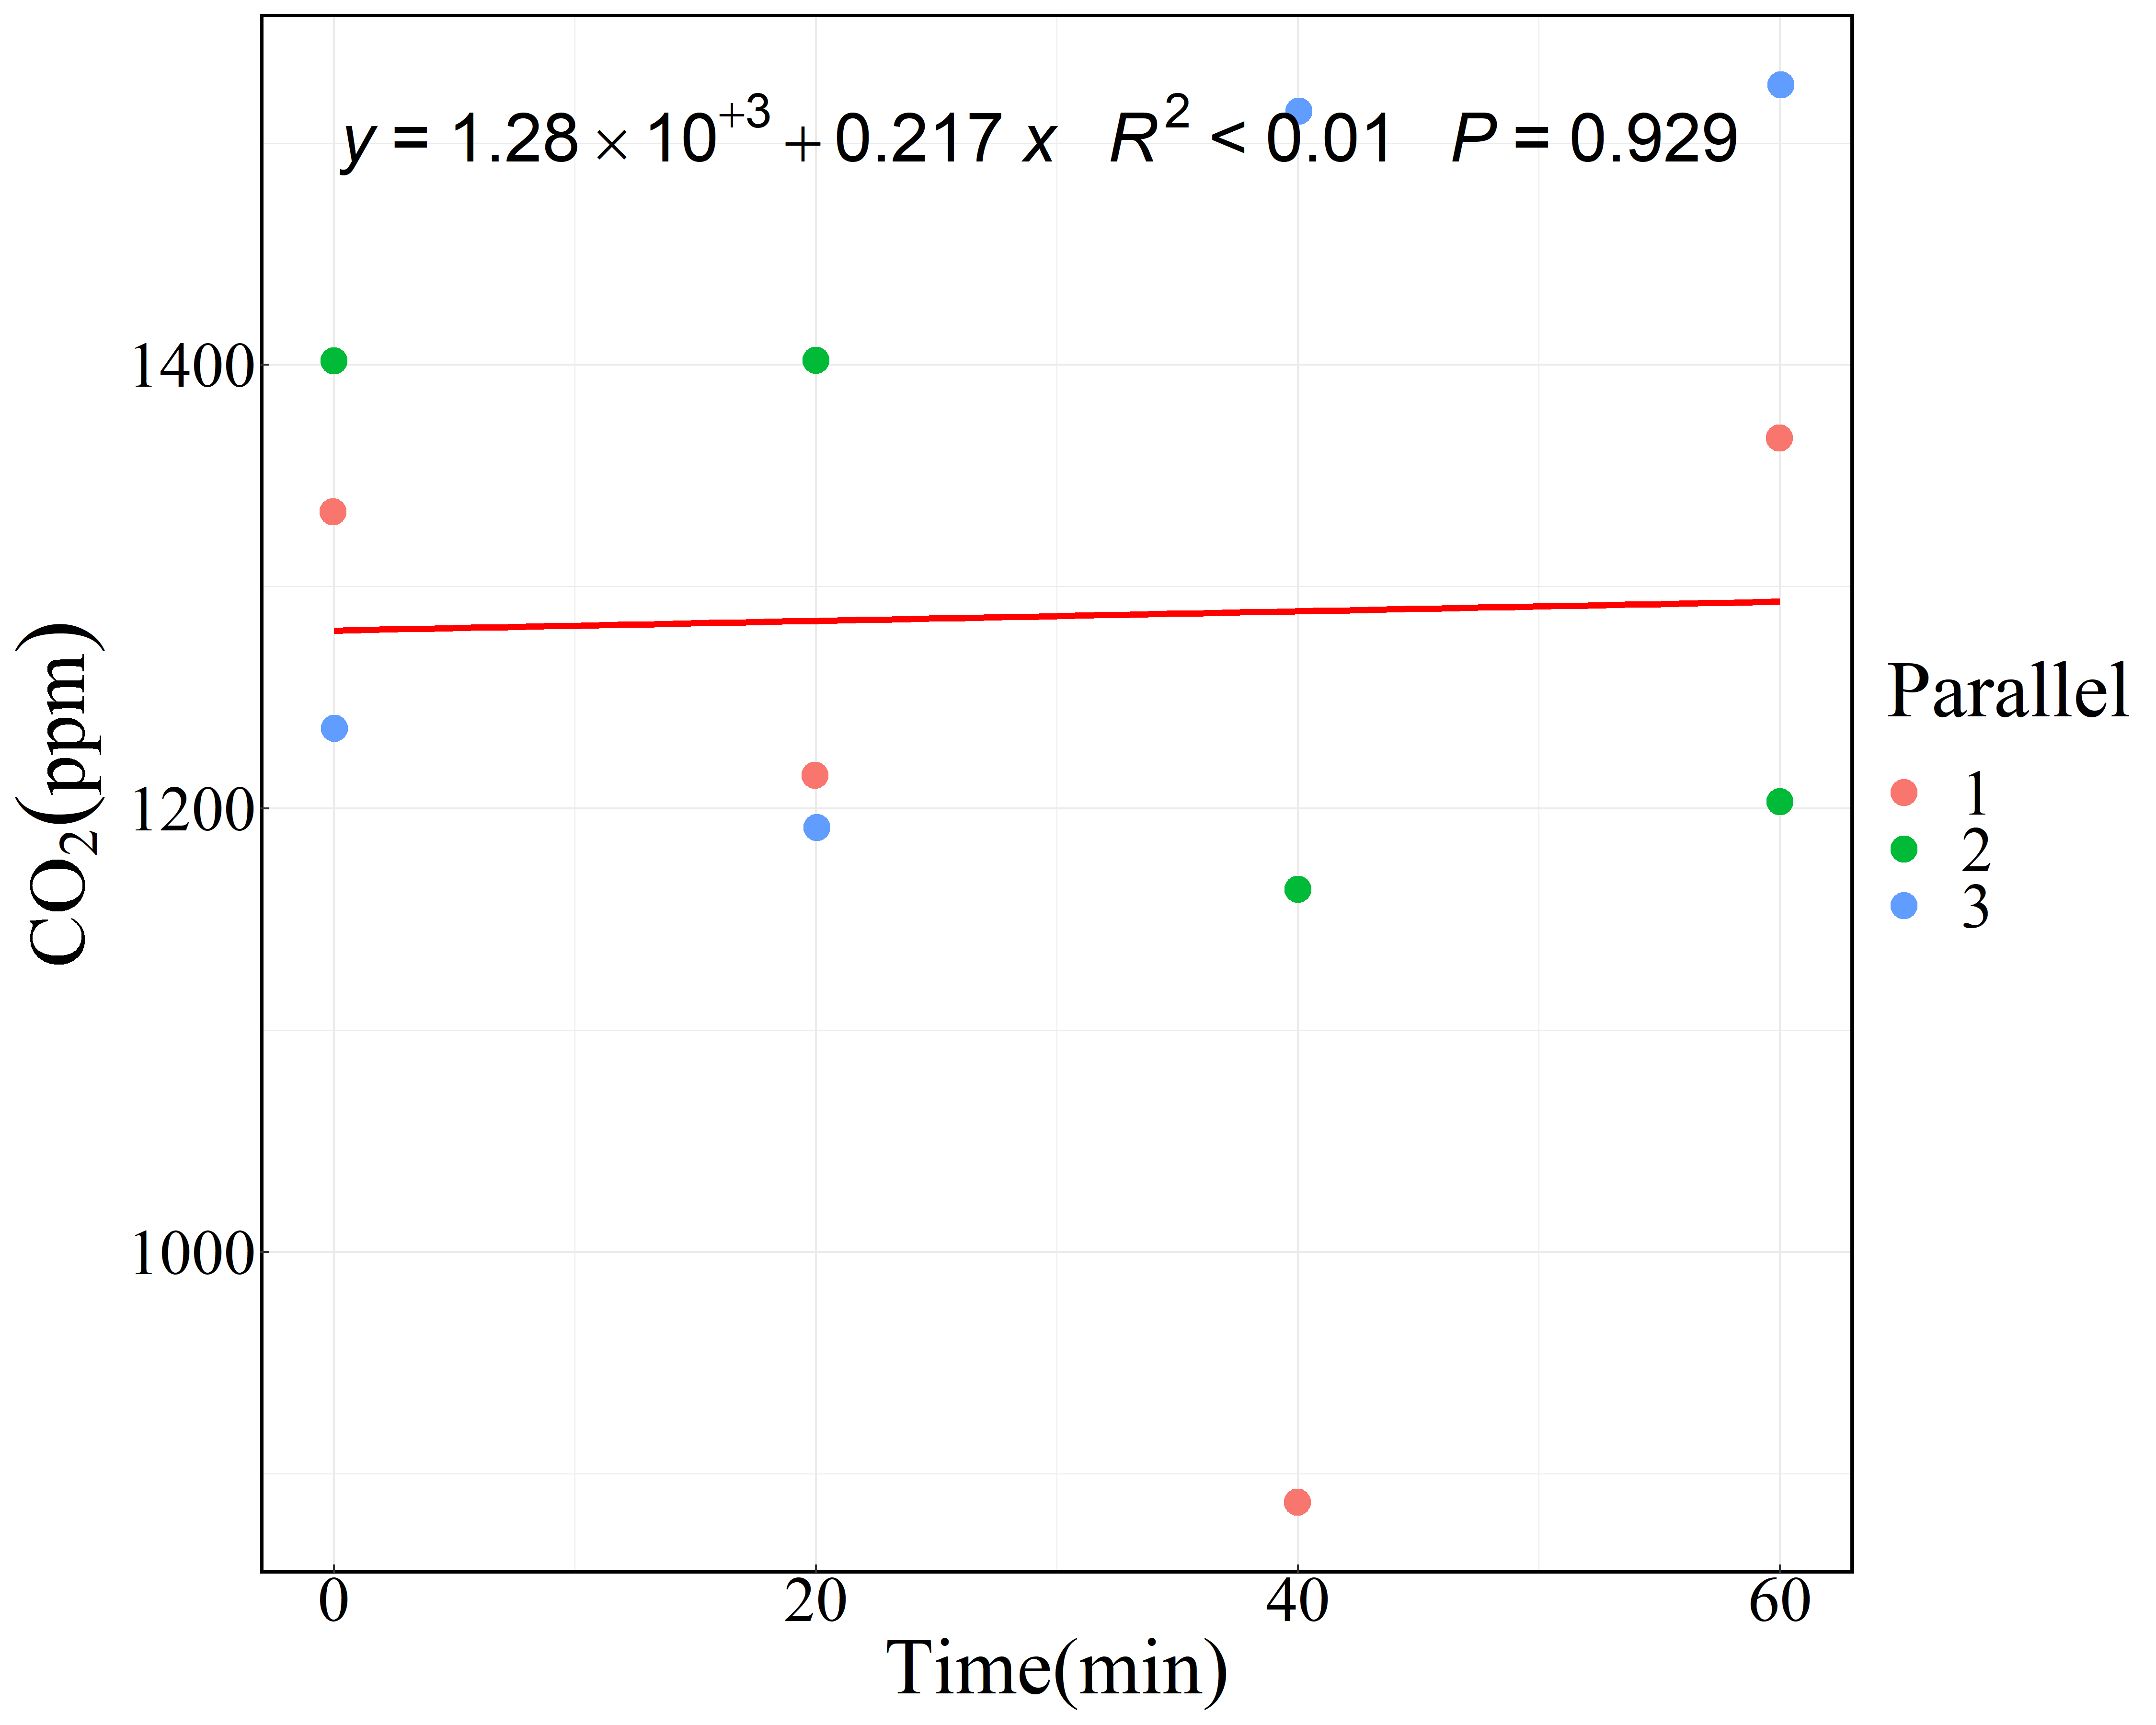 y = 1.28 × 10⁺³ + 0.217 x R² < 0.01 P = 0.929
1400
1200
1000
CO₂(ppm)
0 20 40 60
Time(min)
Parallel
1
2
3